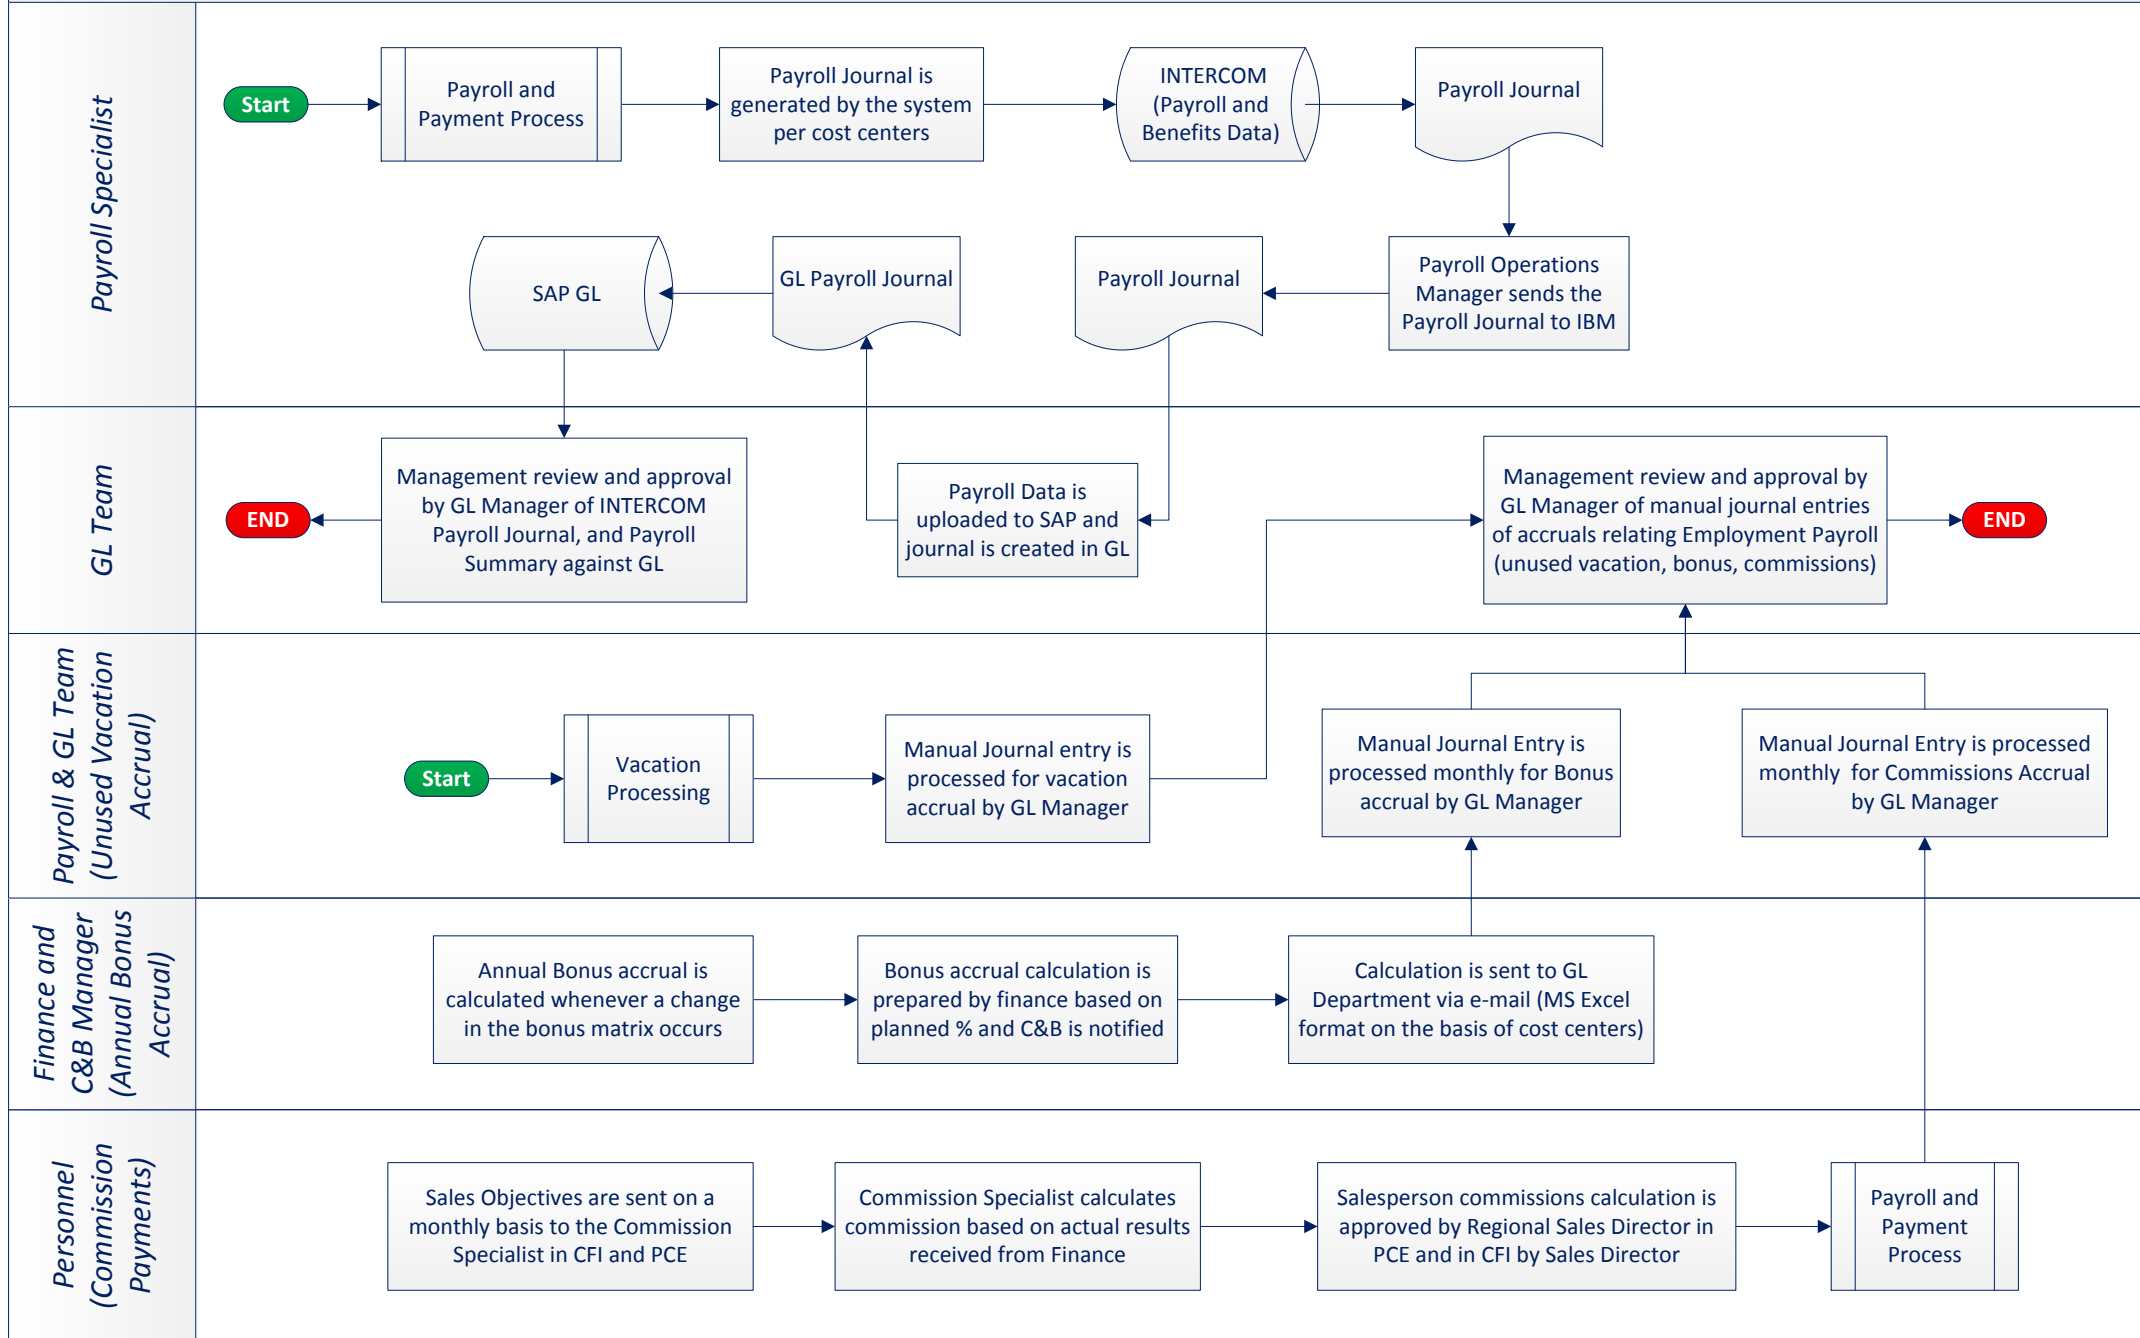 Payroll Specialist
Start
Payroll and
Payment Process
Payroll Journal is
generated by the system
per cost centers
INTERCOM
(Payroll and
Benefits Data)
Payroll Journal
SAP GL
GL Payroll Journal
Payroll Journal
Payroll Operations
Manager sends the
Payroll Journal to IBM
GL Team
END
Management review and approval
by GL Manager of INTERCOM
Payroll Journal, and Payroll
Summary against GL
Payroll Data is
uploaded to SAP and
journal is created in GL
Management review and approval by
GL Manager of manual journal entries
of accruals relating Employment Payroll
(unused vacation, bonus, commissions)
END
Payroll & GL Team
(Unused Vacation
Accrual)
Start
Vacation
Processing
Manual Journal entry is
processed for vacation
accrual by GL Manager
Manual Journal Entry is
processed monthly for Bonus
accrual by GL Manager
Manual Journal Entry is processed
monthly  for Commissions Accrual
by GL Manager
Finance and
C&B Manager
(Annual Bonus
Accrual)
Annual Bonus accrual is
calculated whenever a change
in the bonus matrix occurs
Bonus accrual calculation is
prepared by finance based on
planned % and C&B is notified
Calculation is sent to GL
Department via e-mail (MS Excel
format on the basis of cost centers)
Personnel
(Commission
Payments)
Sales Objectives are sent on a
monthly basis to the Commission
Specialist in CFI and PCE
Commission Specialist calculates
commission based on actual results
received from Finance
Salesperson commissions calculation is
approved by Regional Sales Director in
PCE and in CFI by Sales Director
Payroll and
Payment
Process